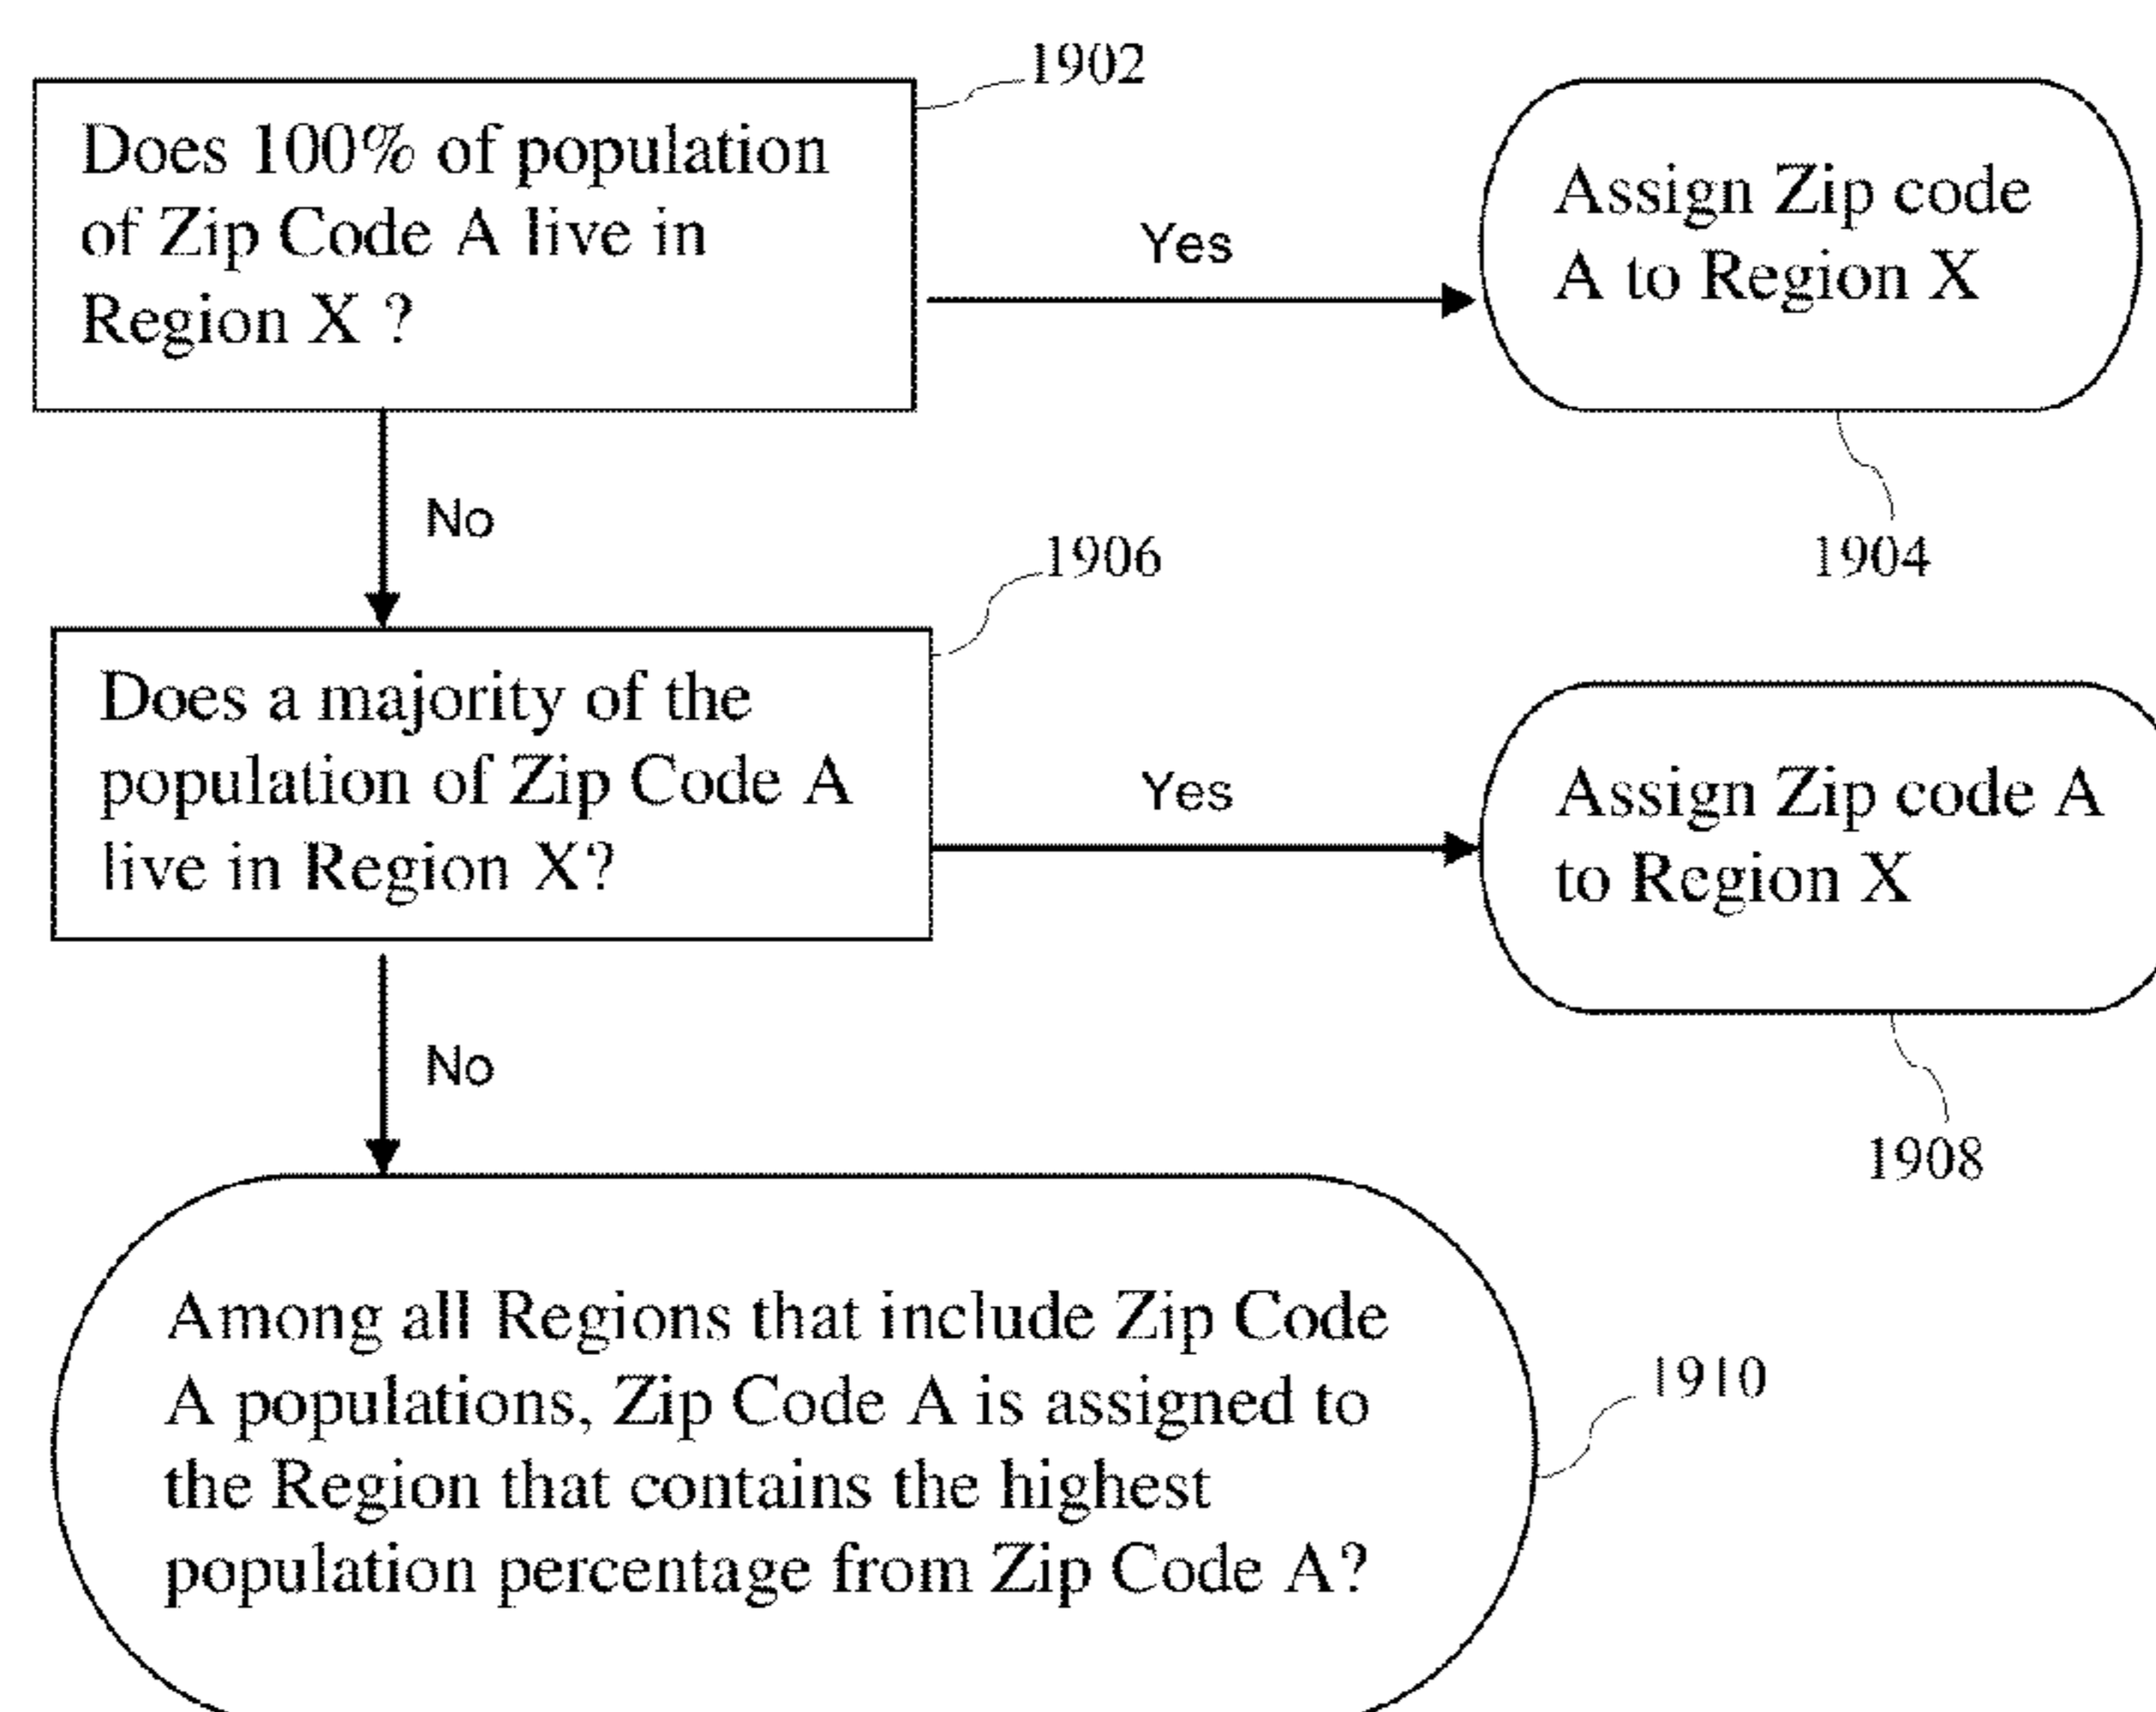 1902
Does 100% of population
of Zip Code A live in
Region X ?
Yes
Assign Zip code
A to Region X
1904
No
1906
Does a majority of the
population of Zip Code A
live in Region X?
Yes
Assign Zip code A
to Region X
1908
No
Among all Regions that include Zip Code
A populations, Zip Code A is assigned to
the Region that contains the highest
population percentage from Zip Code A?
1910